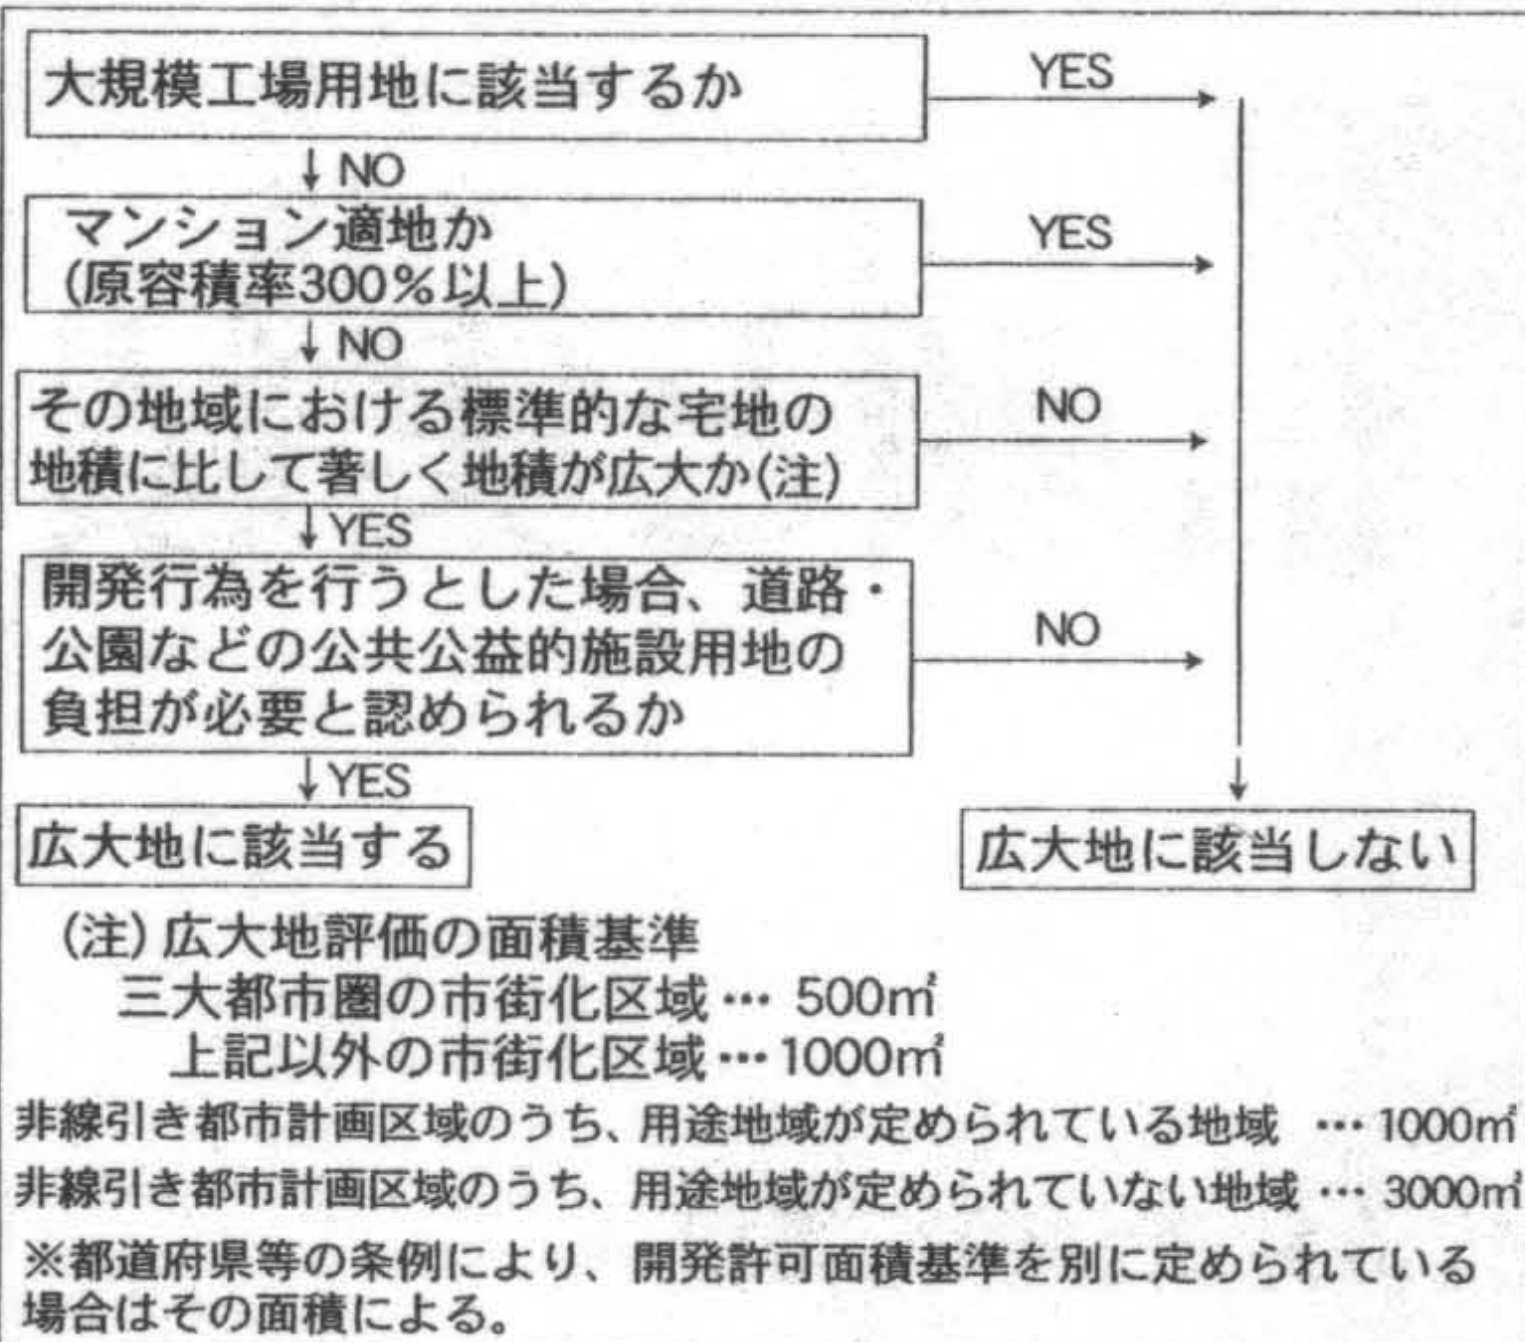 大規模工場用地に該当するか
YES
↓NO
マンション適地か
(原容積率300%以上)
YES
↓NO
その地域における標準的な宅地の
地積に比して著しく地積が広大か(注)
NO
↓YES
開発行為を行うとした場合、道路・
公園などの公共公益的施設用地の
負担が必要と認められるか
NO
↓YES
広大地に該当する
広大地に該当しない
(注)広大地評価の面積基準
三大都市圏の市街化区域… 500㎡
上記以外の市街化区域…1000㎡
非線引き都市計画区域のうち、用途地域が定められている地域 …1000㎡
非線引き都市計画区域のうち、用途地域が定められていない地域 … 3000㎡
※都道府県等の条例により、開発許可面積基準を別に定められている
場合はその面積による。